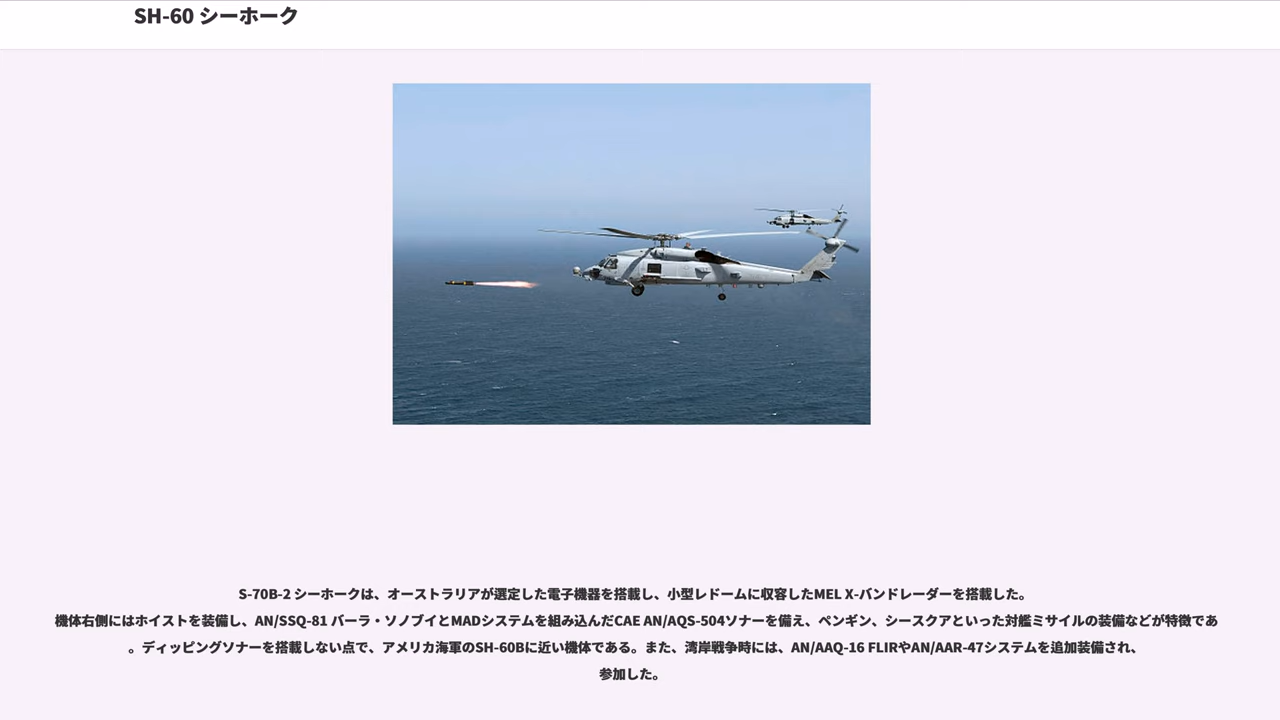 SH-60 シーホーク
S-70B-2 シーホークは、オーストラリアが選定した電子機器を搭載し、小型レドームに収容したMEL X-バンドレーダーを搭載した。
機体右側にはホイストを装備し、AN/SSQ-81 バーラ・ソノブイとMADシステムを組み込んだCAE AN/AQS-504ソナーを備え、ペンギン、シースクアといった対艦ミサイルの装備などが特徴であ
。ディッピングソナーを搭載しない点で、アメリカ海軍のSH-60Bに近い機体である。また、湾岸戦争時には、AN/AAQ-16 FLIRやAN/AAR-47システムを追加装備され、
参加した。